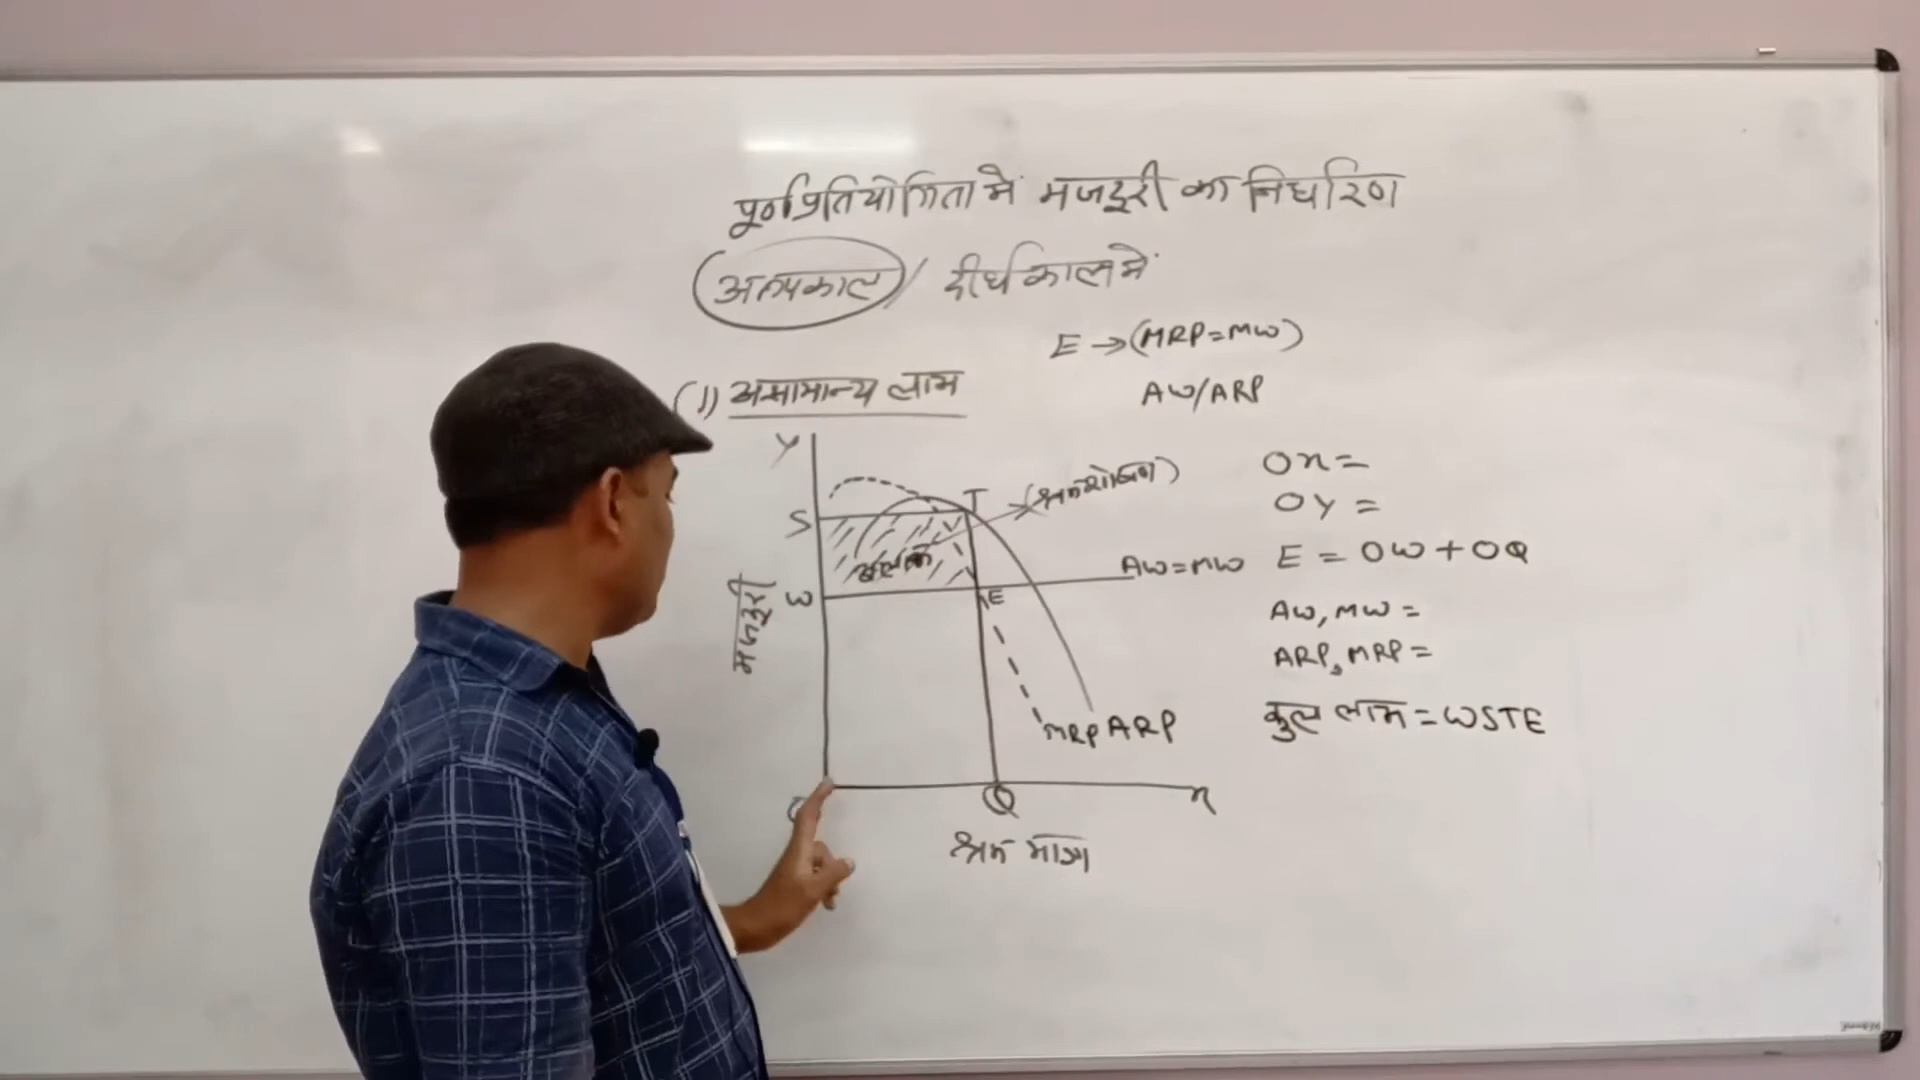 पूर्णप्रतियोगिता में मजदूरी का निर्धारण
अल्पकाल / दीर्घकाल में
E → (MRP = MW)
AW/ARP
(1) असामान्य लाभ
Y
S
T
(श्रम शोषण)
W
E
AW = MW
मजदूरी
MRP ARP
Q
x
श्रम मात्रा
Ox =
OY =
E = OW + OQ
AW, MW =
ARP, MRP =
कुल लाभ = WSTE